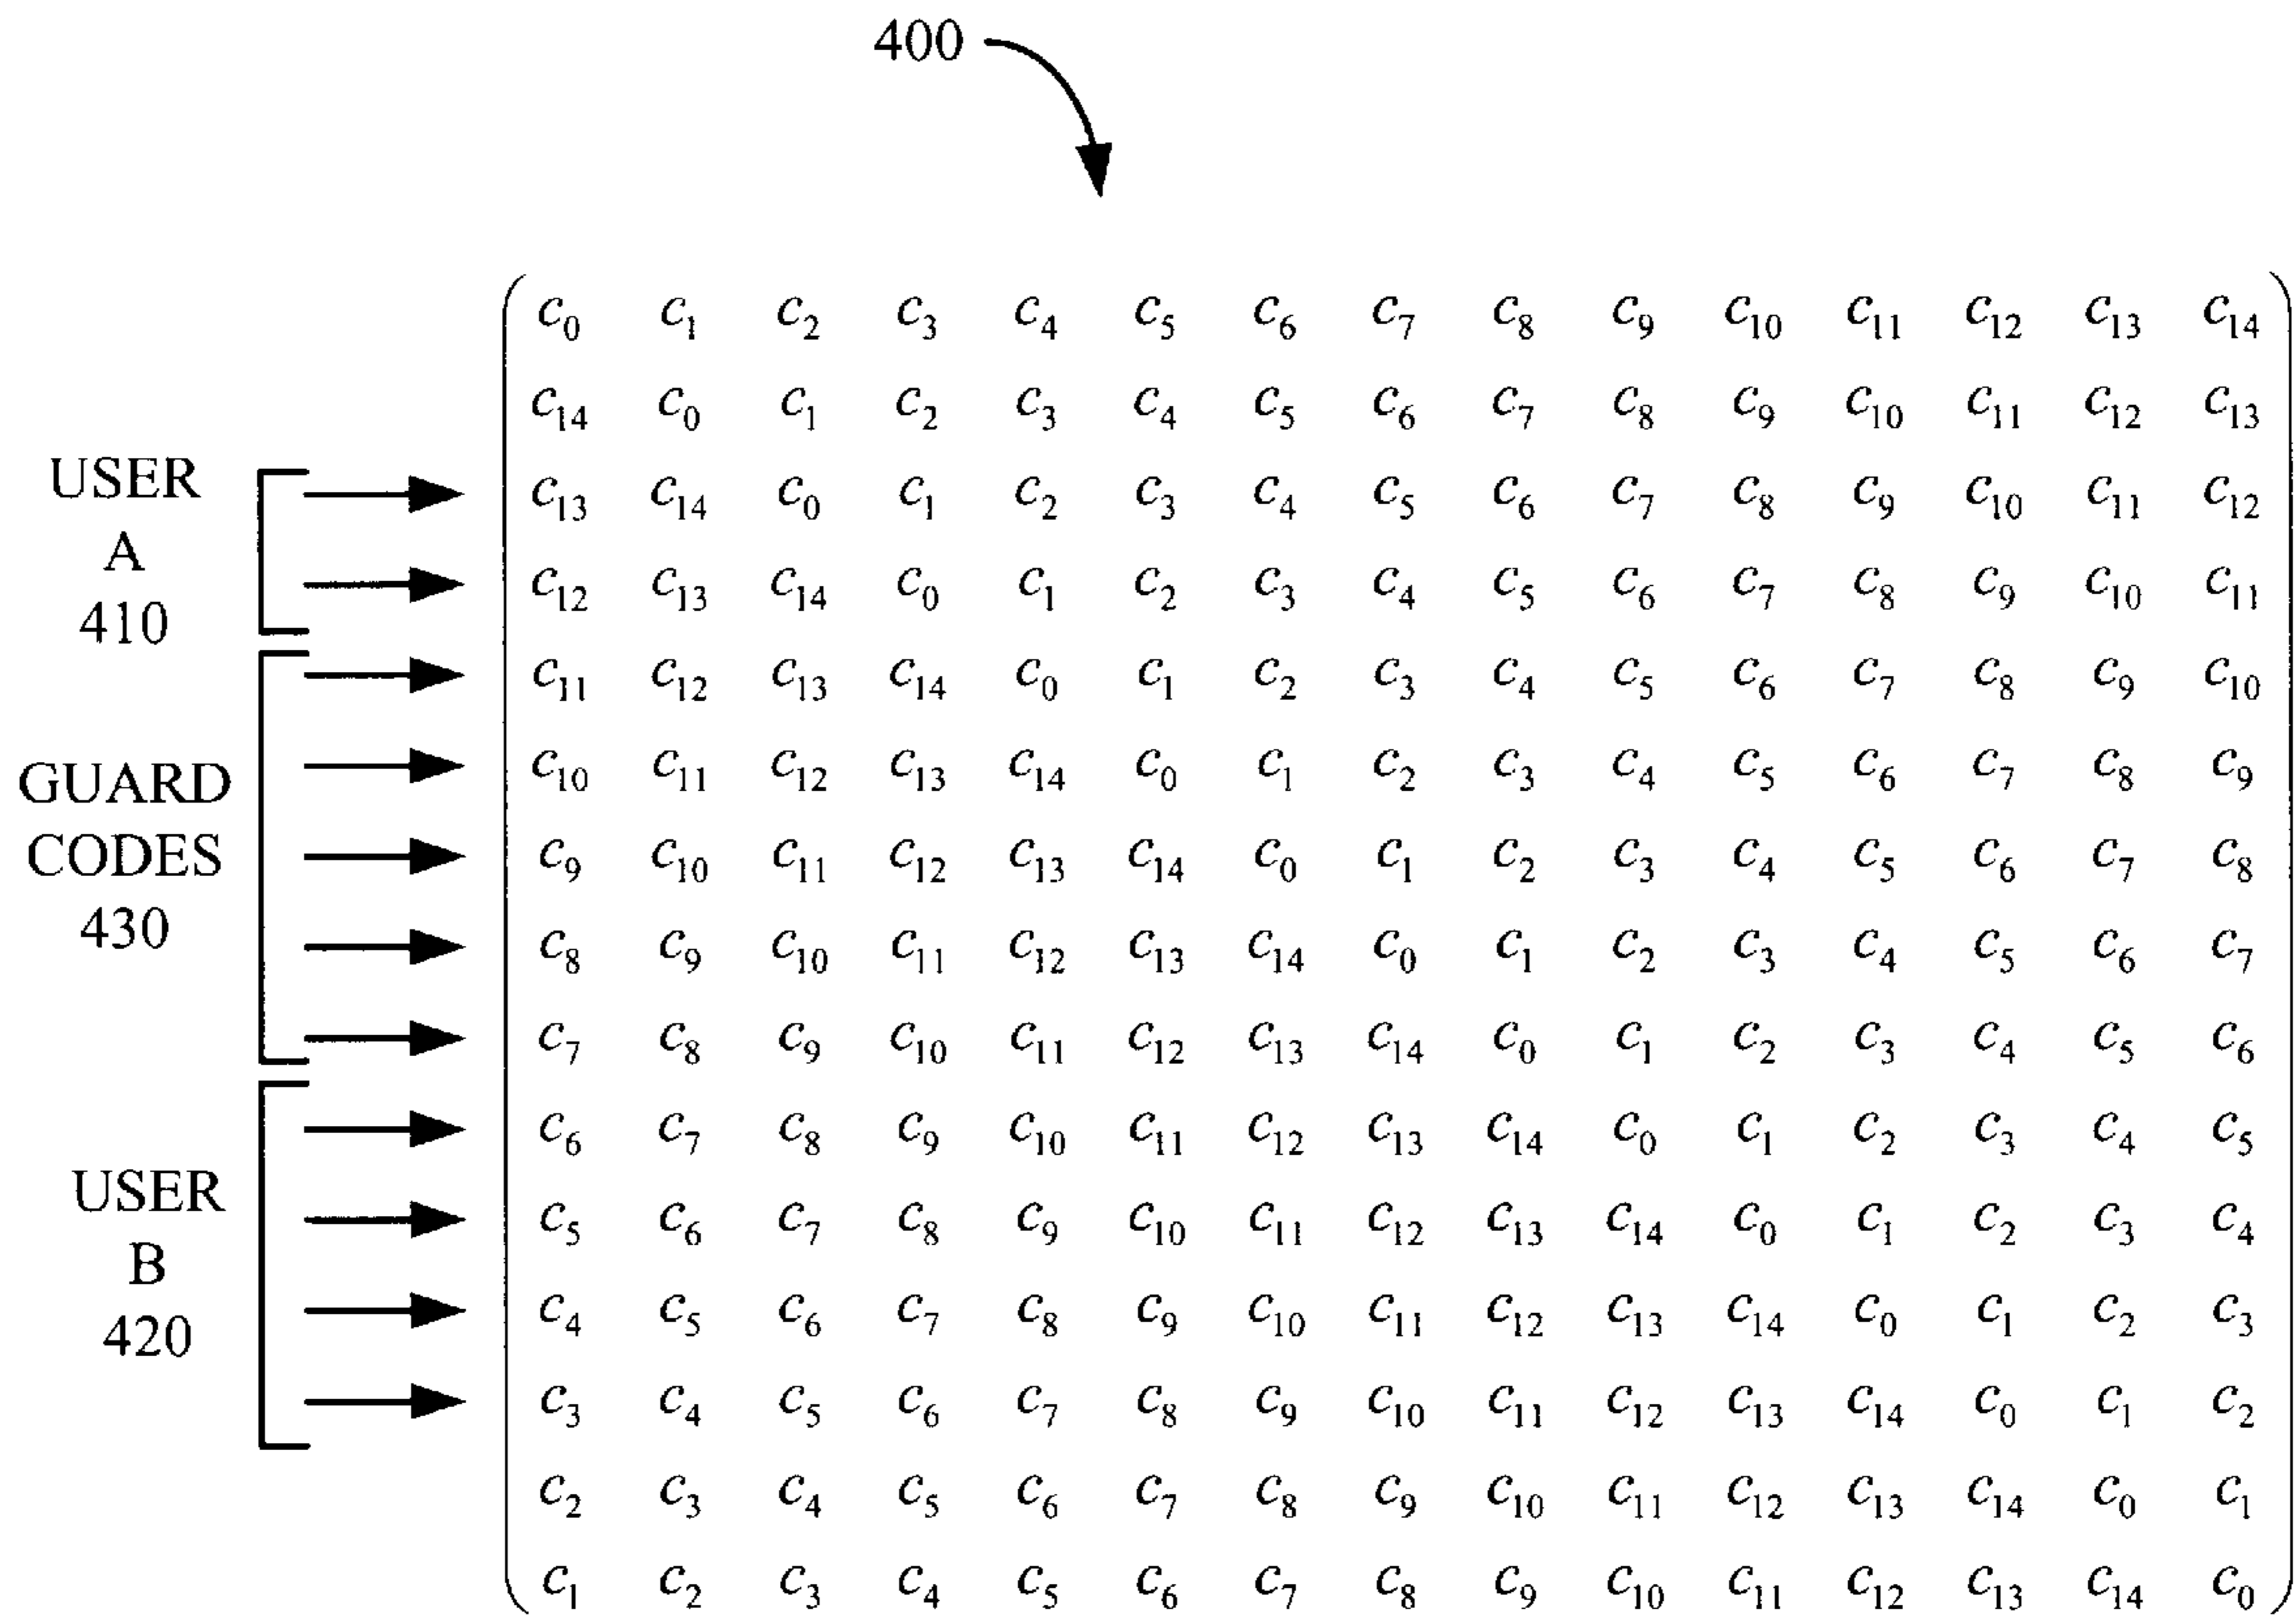 400
c₀ c₁ c₂ c₃ c₄ c₅ c₆ c₇ c₈ c₉ c₁₀ c₁₁ c₁₂ c₁₃ c₁₄
c₁₄ c₀ c₁ c₂ c₃ c₄ c₅ c₆ c₇ c₈ c₉ c₁₀ c₁₁ c₁₂ c₁₃
c₁₃ c₁₄ c₀ c₁ c₂ c₃ c₄ c₅ c₆ c₇ c₈ c₉ c₁₀ c₁₁ c₁₂
c₁₂ c₁₃ c₁₄ c₀ c₁ c₂ c₃ c₄ c₅ c₆ c₇ c₈ c₉ c₁₀ c₁₁
c₁₁ c₁₂ c₁₃ c₁₄ c₀ c₁ c₂ c₃ c₄ c₅ c₆ c₇ c₈ c₉ c₁₀
c₁₀ c₁₁ c₁₂ c₁₃ c₁₄ c₀ c₁ c₂ c₃ c₄ c₅ c₆ c₇ c₈ c₉
c₉ c₁₀ c₁₁ c₁₂ c₁₃ c₁₄ c₀ c₁ c₂ c₃ c₄ c₅ c₆ c₇ c₈
c₈ c₉ c₁₀ c₁₁ c₁₂ c₁₃ c₁₄ c₀ c₁ c₂ c₃ c₄ c₅ c₆ c₇
c₇ c₈ c₉ c₁₀ c₁₁ c₁₂ c₁₃ c₁₄ c₀ c₁ c₂ c₃ c₄ c₅ c₆
c₆ c₇ c₈ c₉ c₁₀ c₁₁ c₁₂ c₁₃ c₁₄ c₀ c₁ c₂ c₃ c₄ c₅
c₅ c₆ c₇ c₈ c₉ c₁₀ c₁₁ c₁₂ c₁₃ c₁₄ c₀ c₁ c₂ c₃ c₄
c₄ c₅ c₆ c₇ c₈ c₉ c₁₀ c₁₁ c₁₂ c₁₃ c₁₄ c₀ c₁ c₂ c₃
c₃ c₄ c₅ c₆ c₇ c₈ c₉ c₁₀ c₁₁ c₁₂ c₁₃ c₁₄ c₀ c₁ c₂
c₂ c₃ c₄ c₅ c₆ c₇ c₈ c₉ c₁₀ c₁₁ c₁₂ c₁₃ c₁₄ c₀ c₁
c₁ c₂ c₃ c₄ c₅ c₆ c₇ c₈ c₉ c₁₀ c₁₁ c₁₂ c₁₃ c₁₄ c₀
USER
A
410
GUARD
CODES
430
USER
B
420